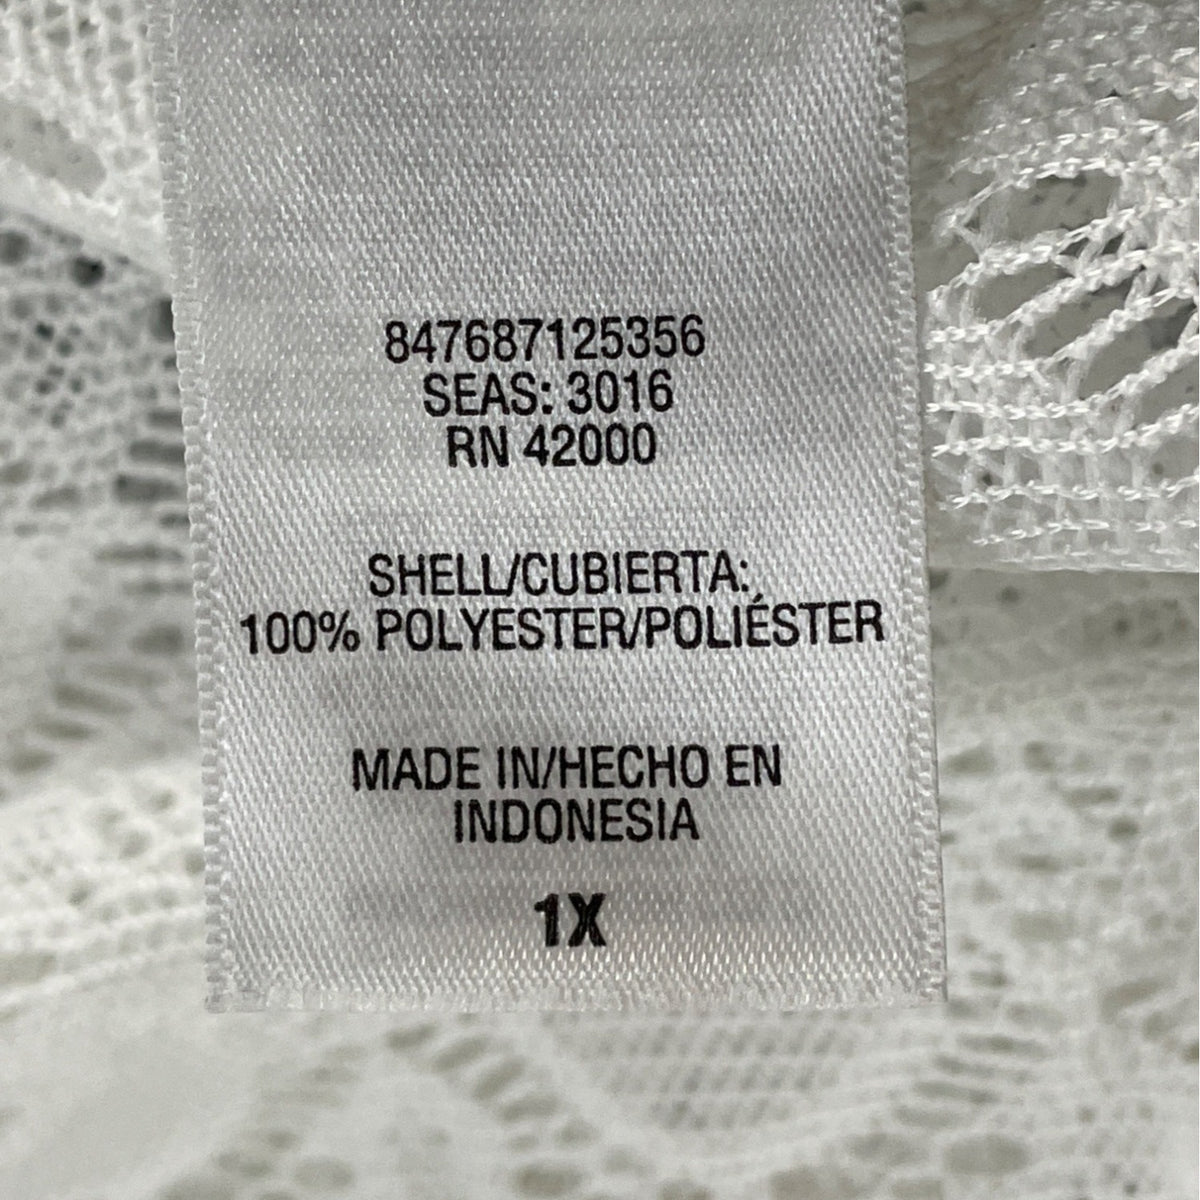 847687125356
SEAS: 3016
RN 42000
SHELL/CUBIERTA:
100% POLYESTER/POLIÉSTER
MADE IN/HECHO EN
INDONESIA
1X